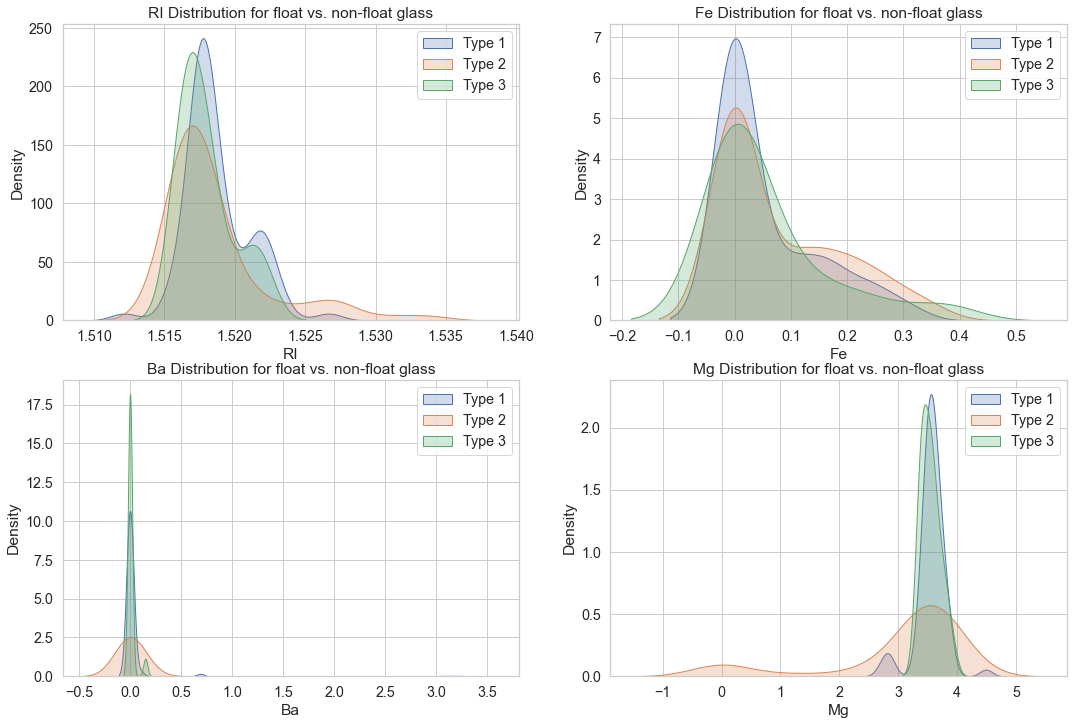 RI Distribution for float vs. non-float glass
250
200
150
100
50
0
Density
1.510 1.515 1.520 1.525 1.530 1.535 1.540
RI
Type 1
Type 2
Type 3
Fe Distribution for float vs. non-float glass
7
6
5
4
3
2
1
0
Density
−0.2 −0.1 0.0 0.1 0.2 0.3 0.4 0.5
Fe
Type 1
Type 2
Type 3
Ba Distribution for float vs. non-float glass
17.5
15.0
12.5
10.0
7.5
5.0
2.5
0.0
Density
−0.5 0.0 0.5 1.0 1.5 2.0 2.5 3.0 3.5
Ba
Type 1
Type 2
Type 3
Mg Distribution for float vs. non-float glass
2.0
1.5
1.0
0.5
0.0
Density
−1 0 1 2 3 4 5
Mg
Type 1
Type 2
Type 3